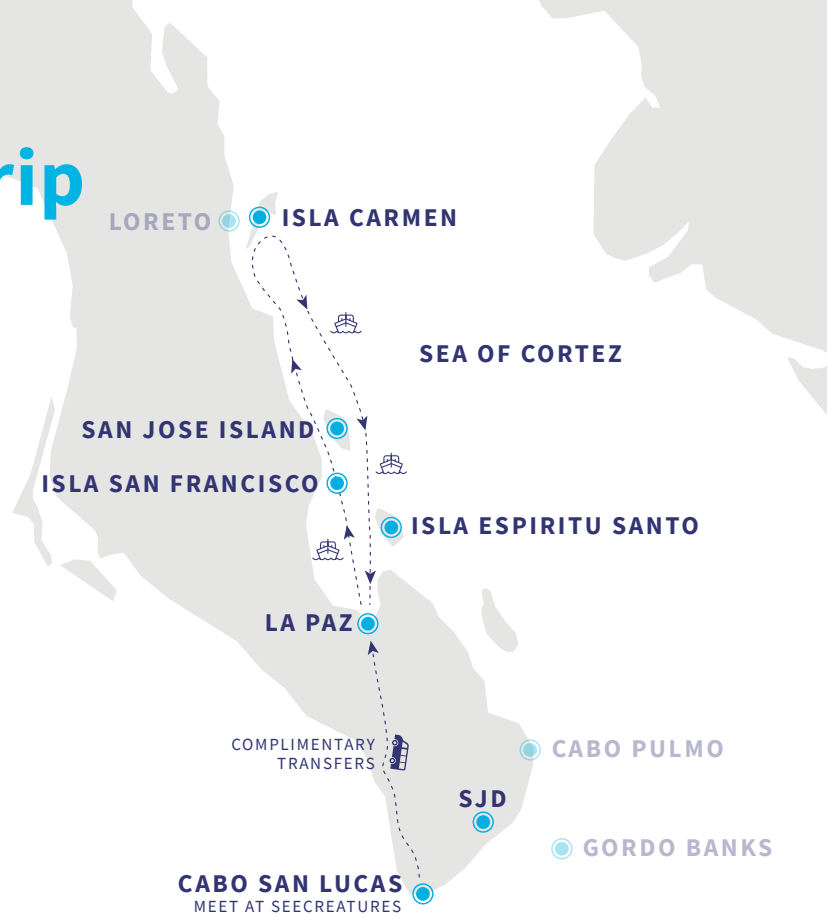 rip
LORETO
ISLA CARMEN
SEA OF CORTEZ
SAN JOSE ISLAND
ISLA SAN FRANCISCO
ISLA ESPIRITU SANTO
LA PAZ
COMPLIMENTARY
TRANSFERS
CABO PULMO
SJD
GORDO BANKS
CABO SAN LUCAS
MEET AT SEECREATURES